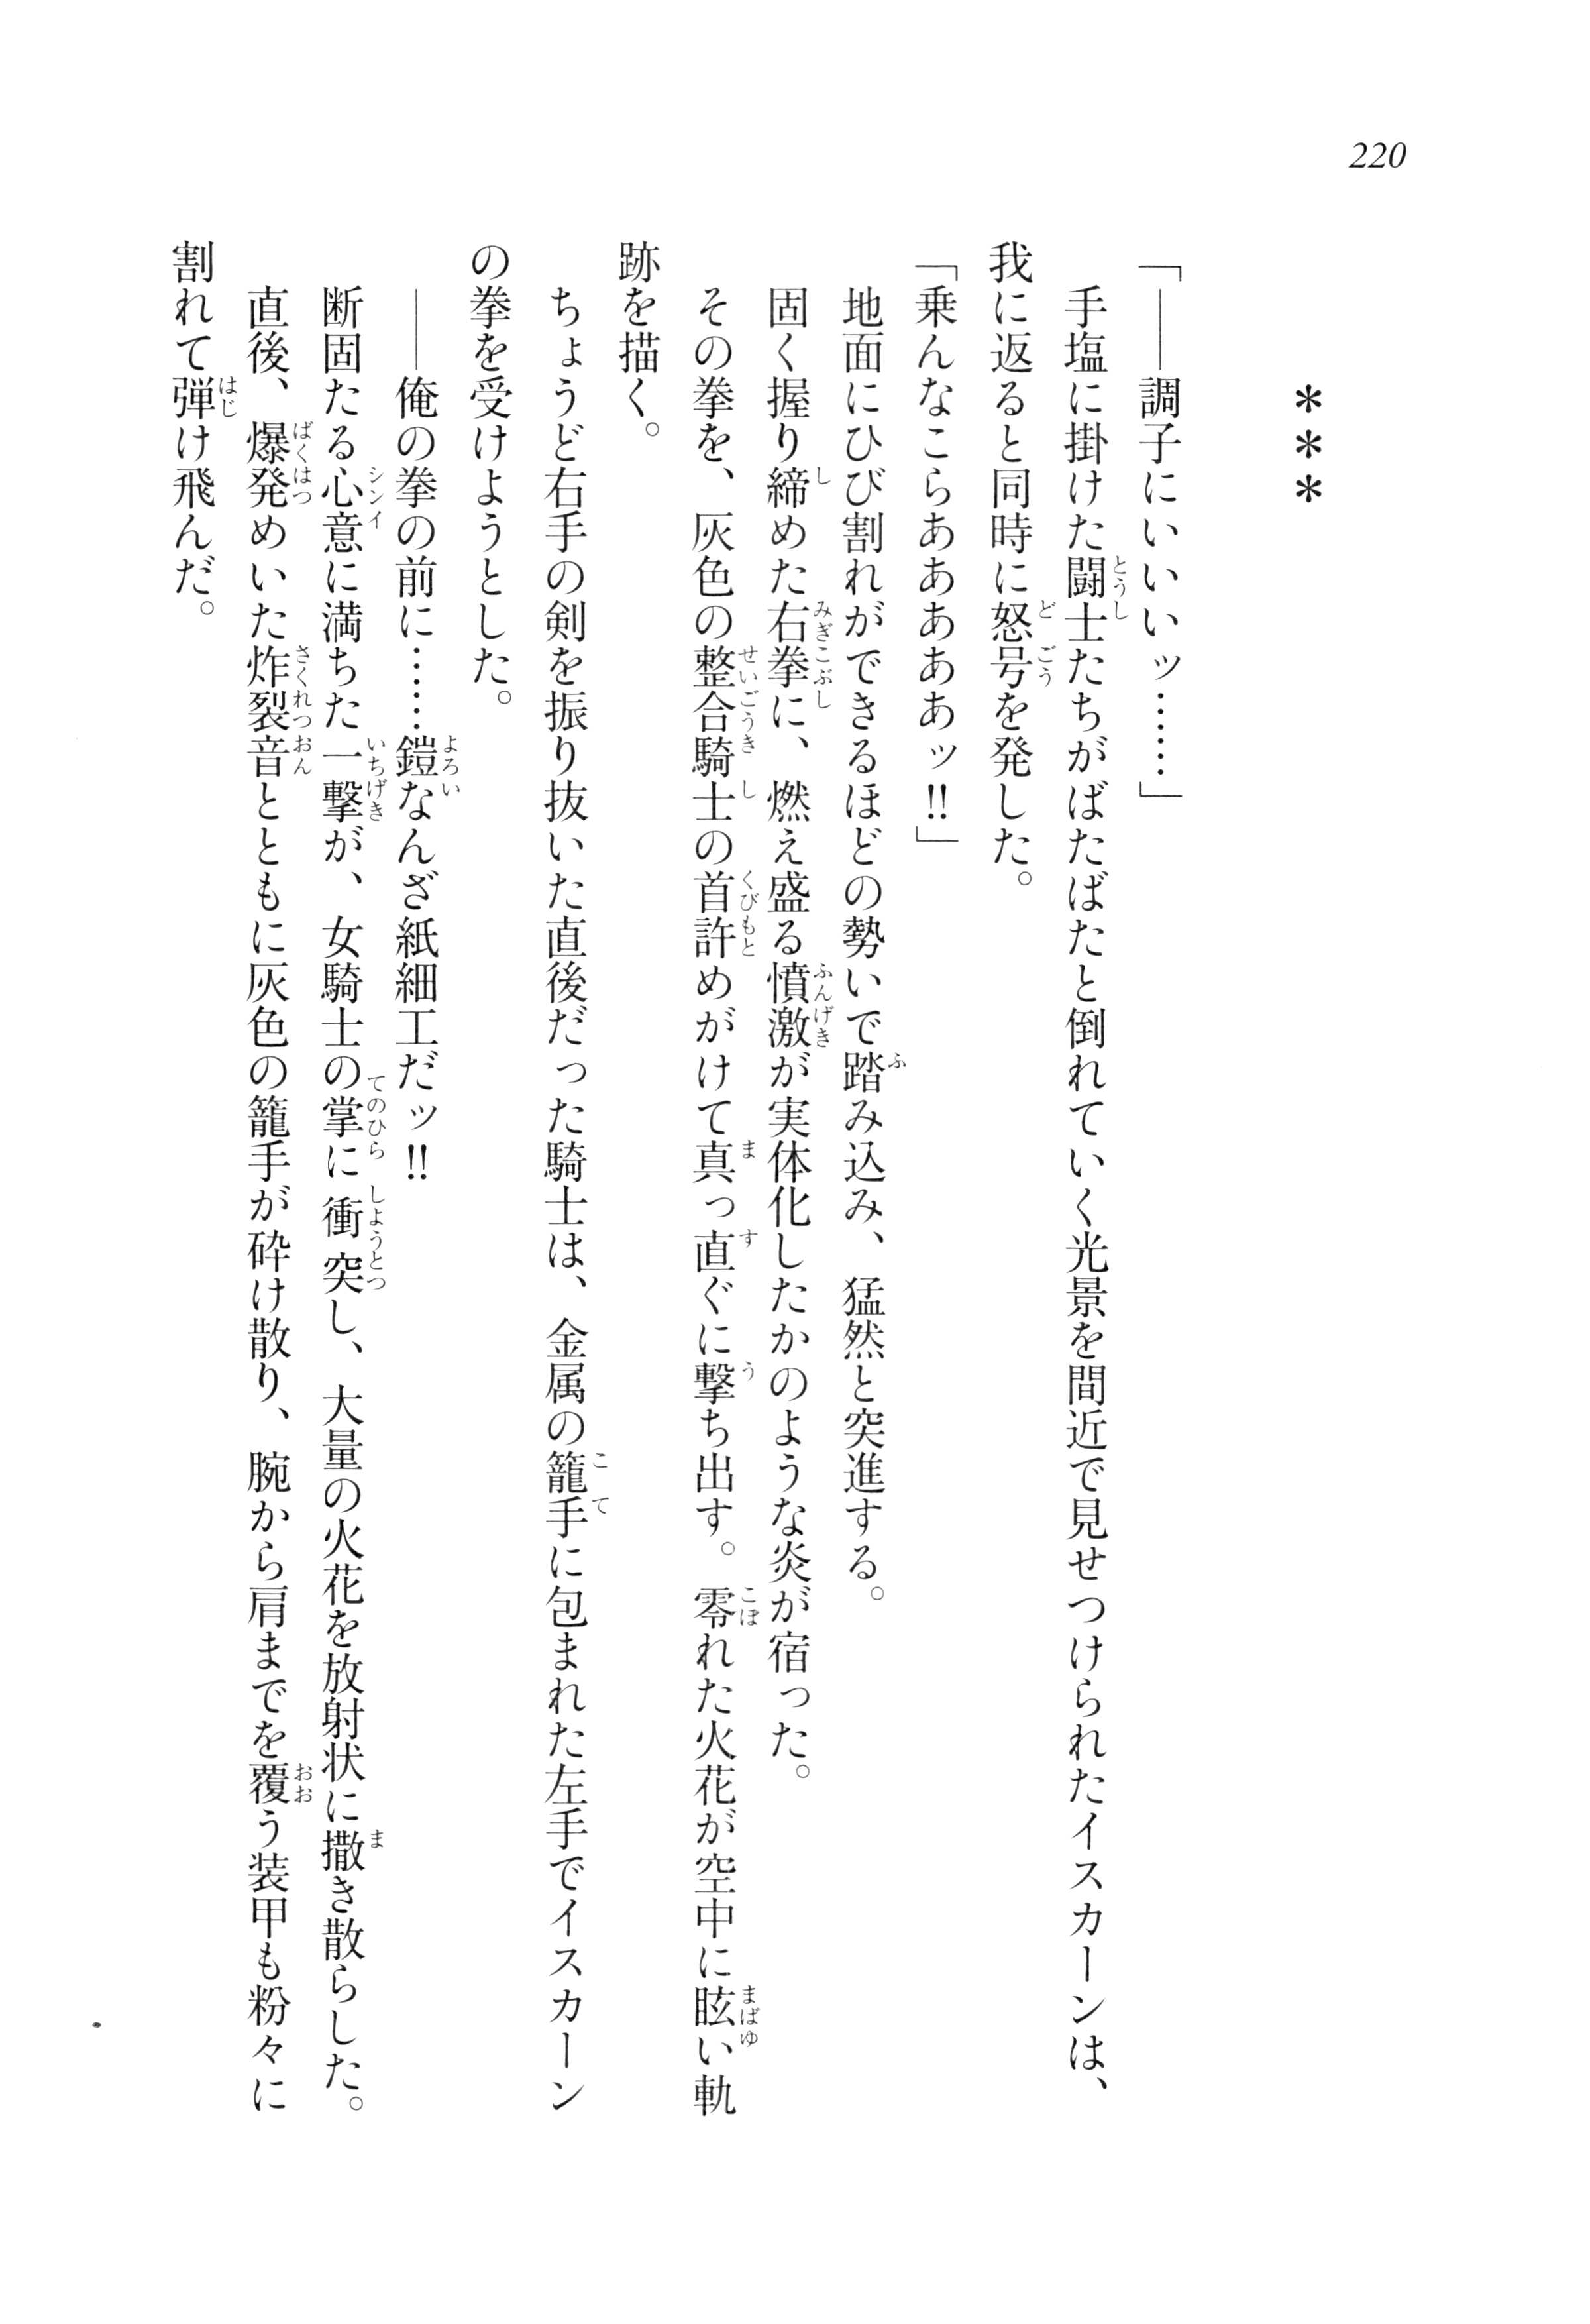 220
＊＊＊
「――調子にいいいッ……」
手塩に掛けた闘士たちがばたばたと倒れていく光景を間近で見せつけられたイスカーンは、
我に返ると同時に怒号を発した。
「乗んなこらああああああッ!!」
地面にひび割れができるほどの勢いで踏み込み、猛然と突進する。
固く握り締めた右拳に、燃え盛る憤激が実体化したかのような炎が宿った。
その拳を、灰色の整合騎士の首許めがけて真っ直ぐに撃ち出す。零れた火花が空中に眩い軌
跡を描く。
ちょうど右手の剣を振り抜いた直後だった騎士は、金属の籠手に包まれた左手でイスカーン
の拳を受けようとした。
――俺の拳の前に……鎧なんざ紙細工だッ!!
断固たる心意に満ちた一撃が、女騎士の掌に衝突し、大量の火花を放射状に撒き散らした。
直後、爆発めいた炸裂音とともに灰色の籠手が砕け散り、腕から肩までを覆う装甲も粉々に
割れて弾け飛んだ。